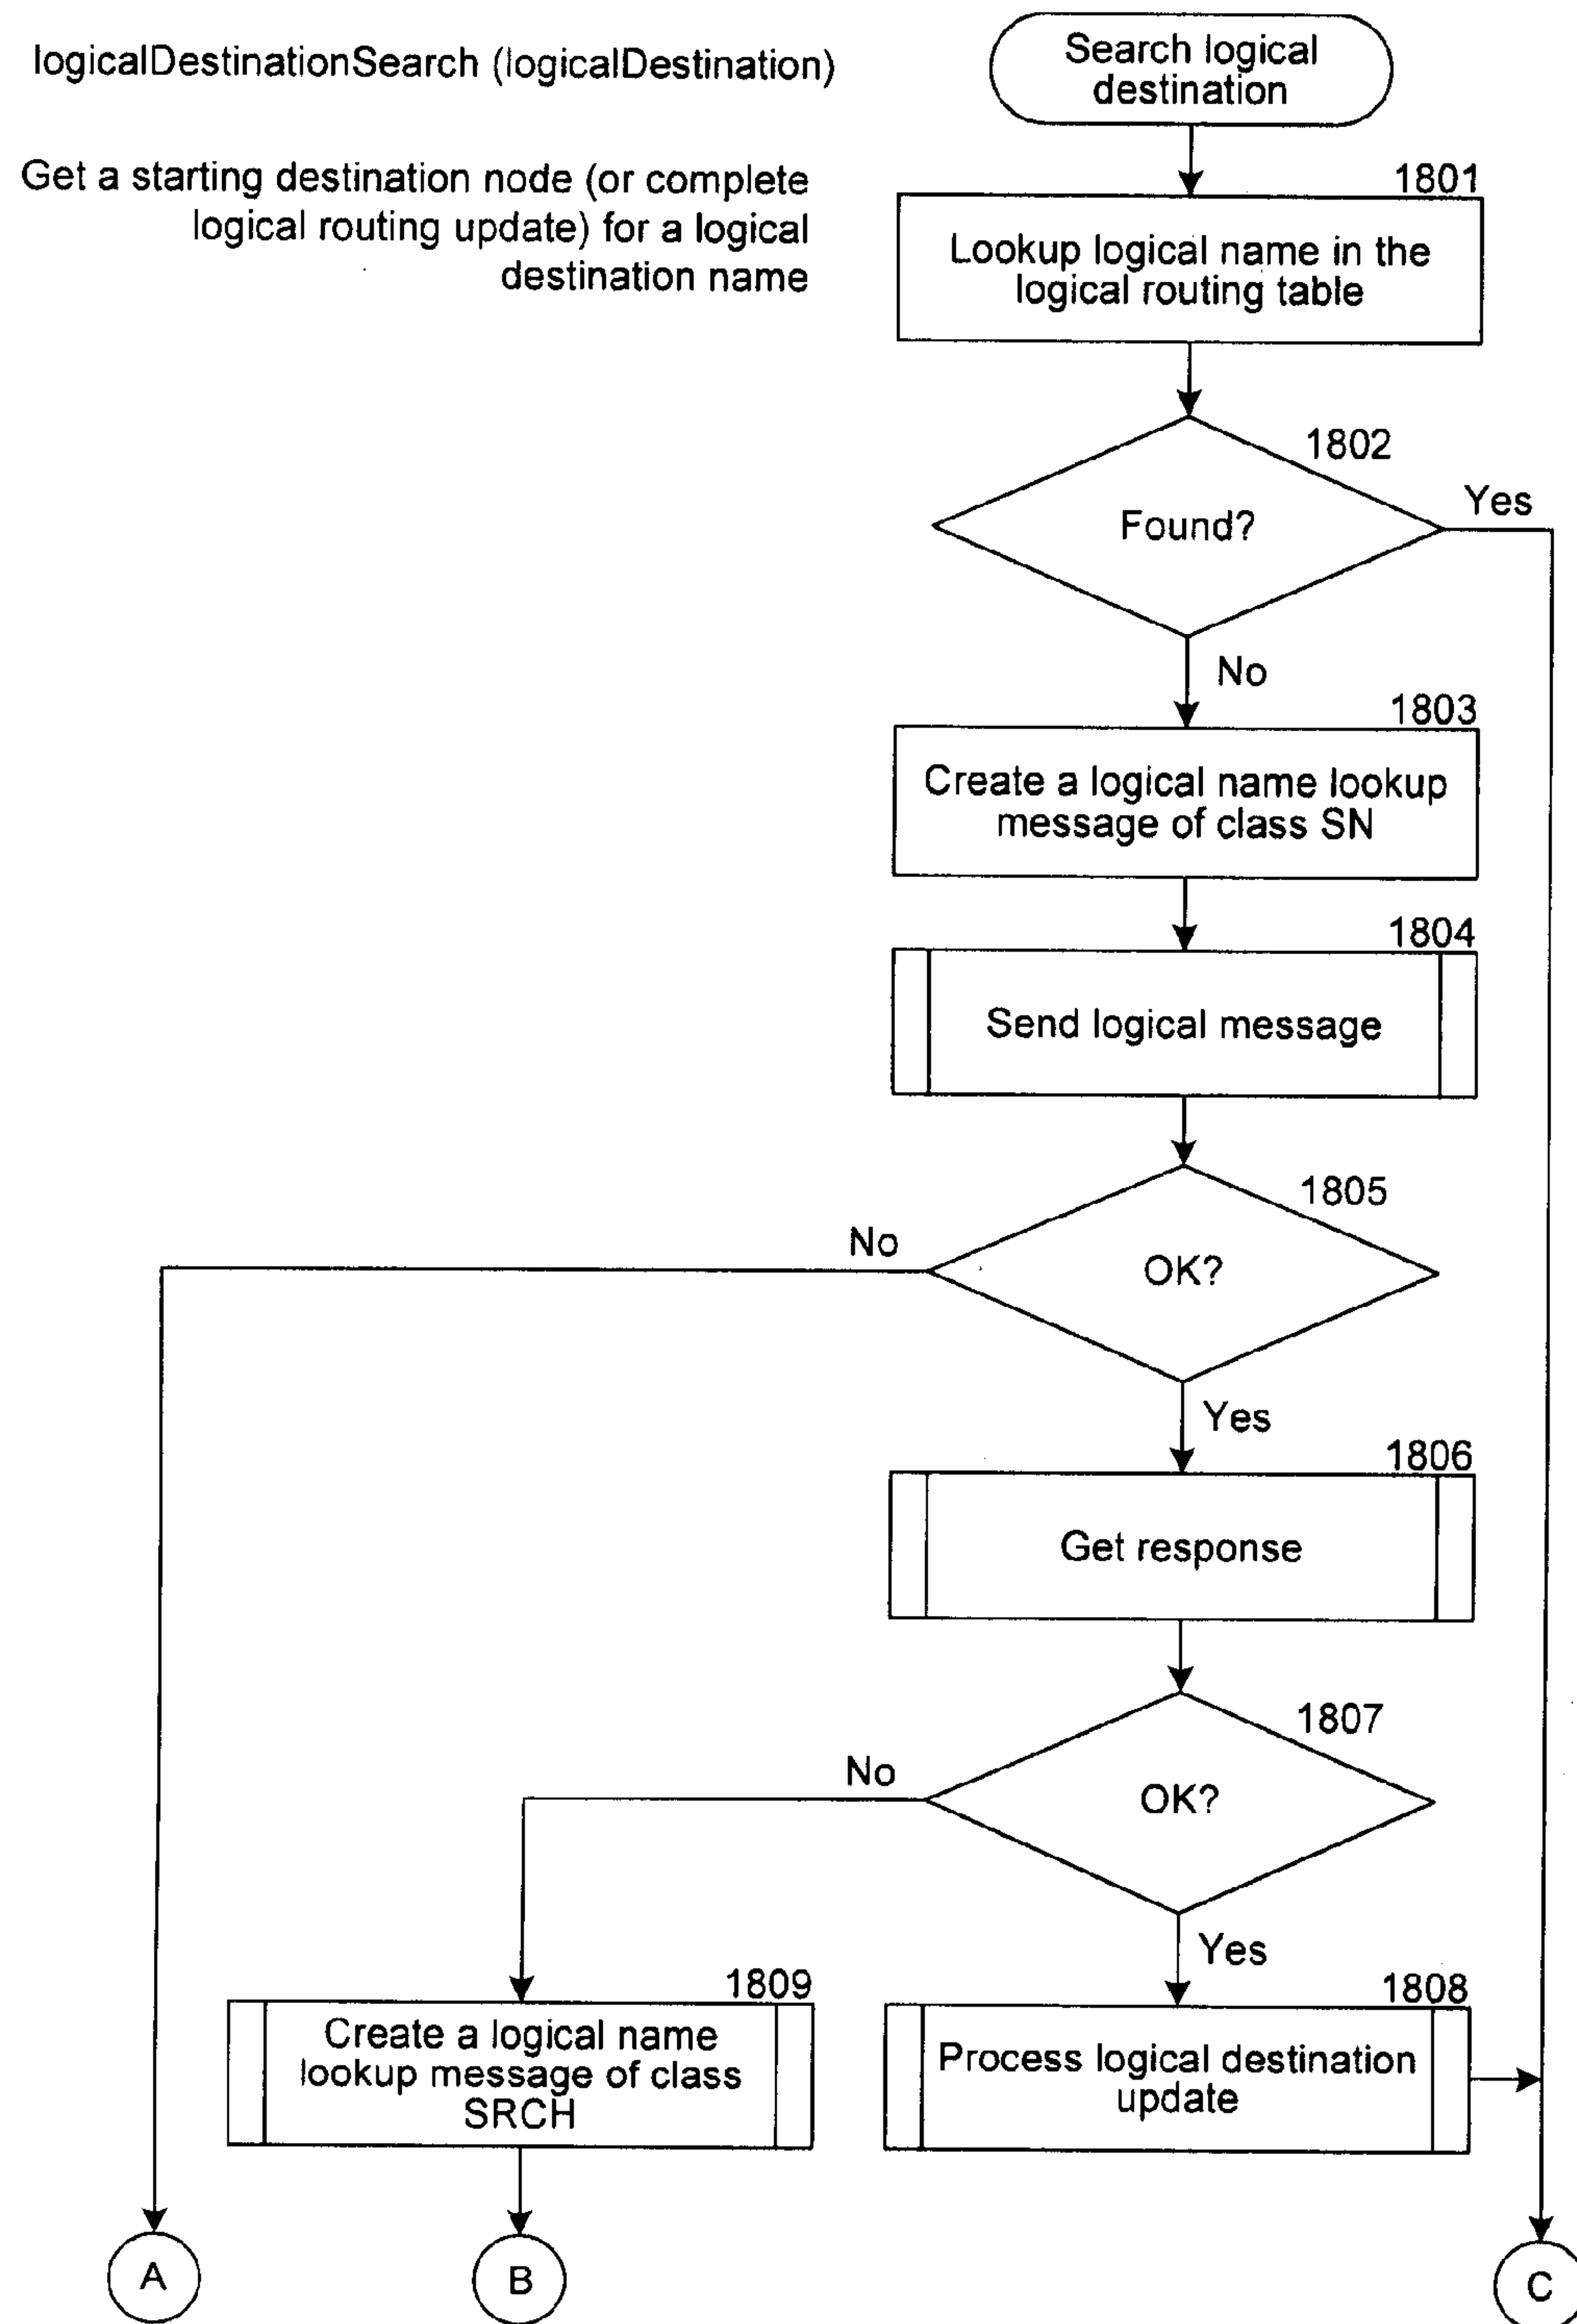 logicalDestinationSearch (logicalDestination)
Search logical
destination
Get a starting destination node (or complete
logical routing update) for a logical
destination name
1801
Lookup logical name in the
logical routing table
1802
Found?
Yes
No
1803
Create a logical name lookup
message of class SN
1804
Send logical message
1805
OK?
No
Yes
1806
Get response
1807
OK?
No
Yes
1809
Create a logical name
lookup message of class
SRCH
1808
Process logical destination
update
A
B
C